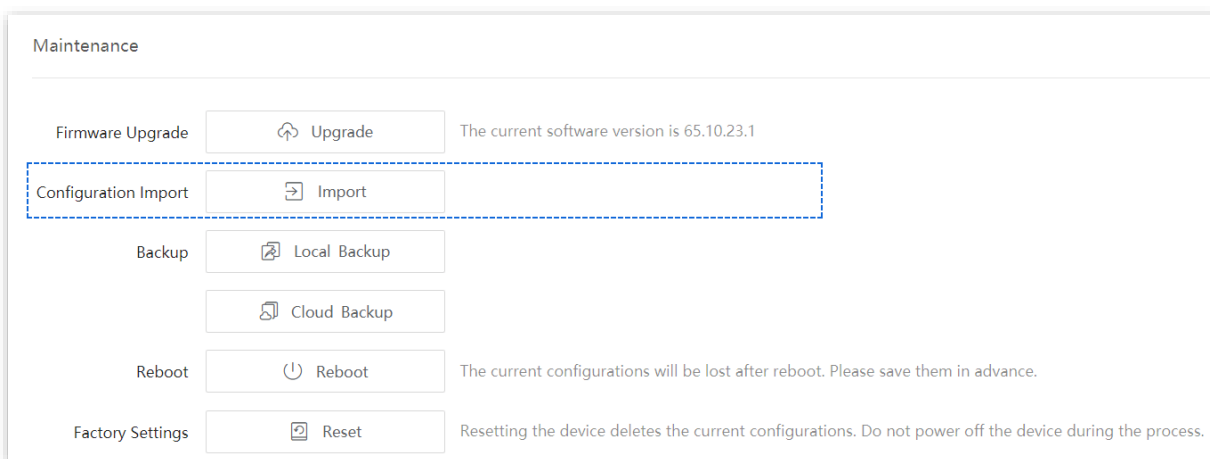 Maintenance
Firmware Upgrade Upgrade The current software version is 65.10.23.1
Configuration Import Import
Backup Local Backup
Cloud Backup
Reboot Reboot The current configurations will be lost after reboot. Please save them in advance.
Factory Settings Reset Resetting the device deletes the current configurations. Do not power off the device during the process.